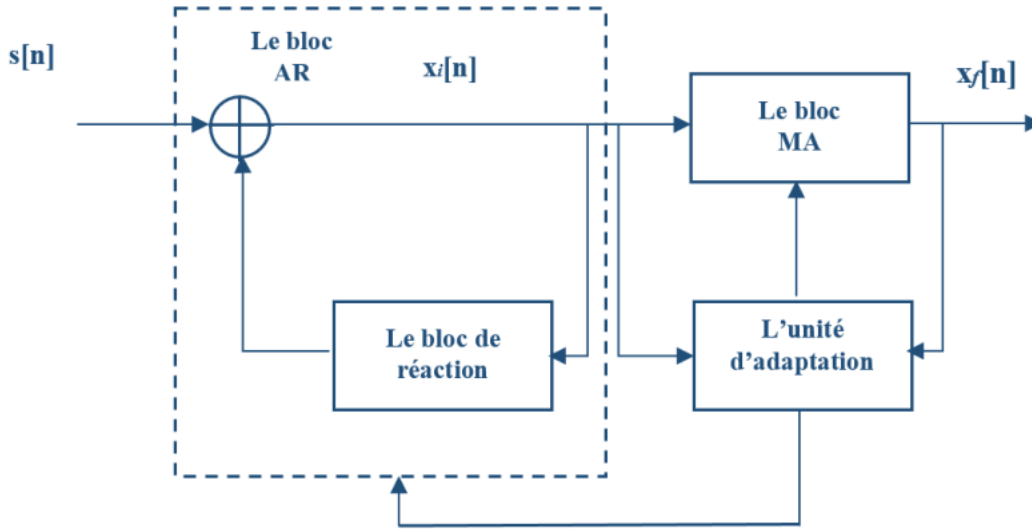 s[n]
Le bloc
AR
xi[n]
Le bloc
MA
xf[n]
Le bloc de
réaction
L’unité
d’adaptation